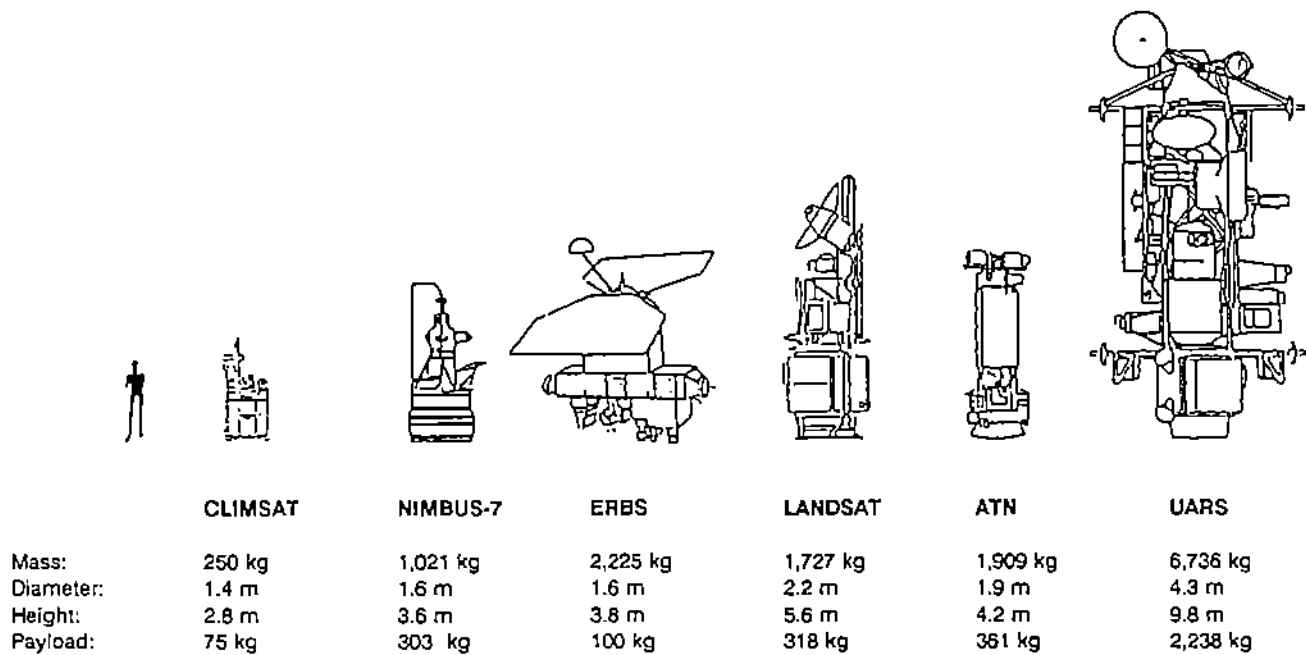 CLIMSAT NIMBUS-7 ERBS LANDSAT ATN UARS
Mass: 250 kg 1,021 kg 2,225 kg 1,727 kg 1,909 kg 6,736 kg
Diameter: 1.4 m 1.6 m 1.6 m 2.2 m 1.9 m 4.3 m
Height: 2.8 m 3.6 m 3.8 m 5.6 m 4.2 m 9.8 m
Payload: 75 kg 303 kg 100 kg 318 kg 361 kg 2,238 kg